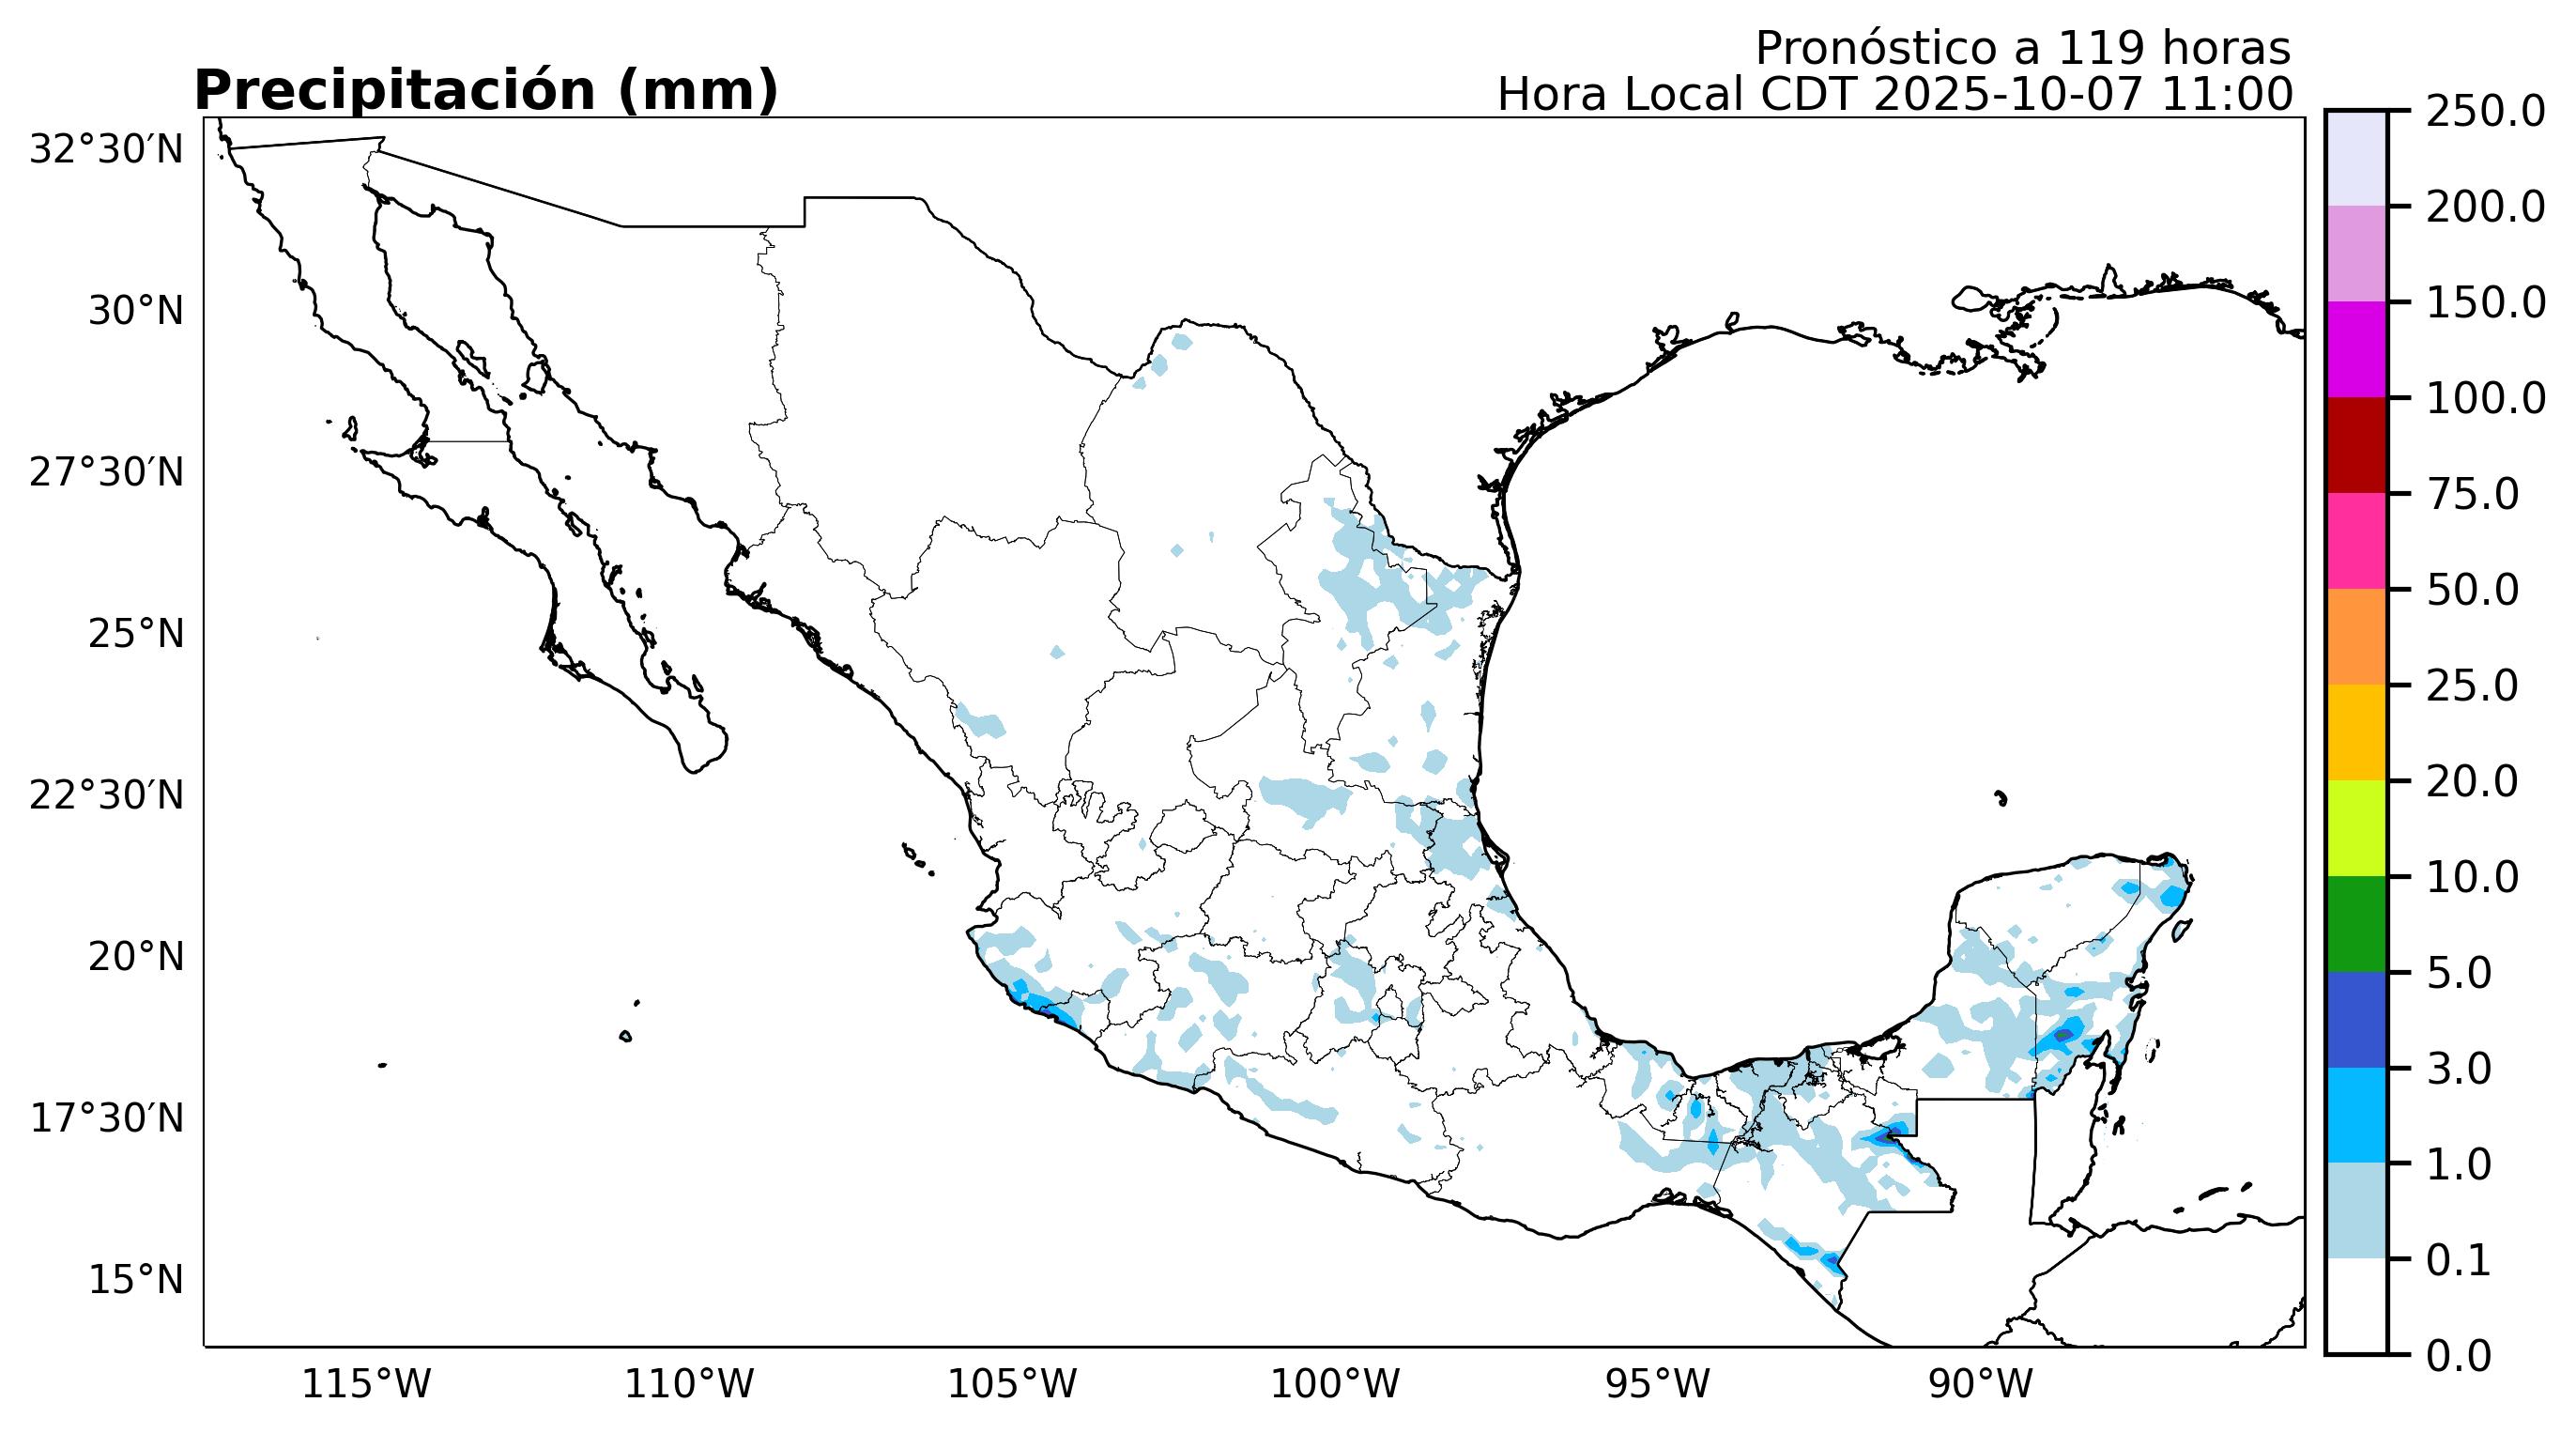 Pronóstico a 119 horas
Precipitación (mm)
Hora Local CDT 2025-10-07 11:00
32°30′N
30°N
27°30′N
25°N
22°30′N
20°N
17°30′N
15°N
115°W
110°W
105°W
100°W
95°W
90°W
250.0
200.0
150.0
100.0
75.0
50.0
25.0
20.0
10.0
5.0
3.0
1.0
0.1
0.0